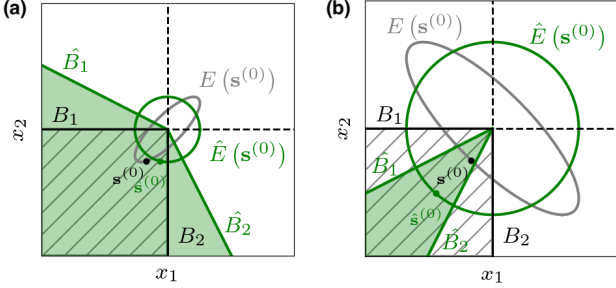 (a)
B̂₁
E (s⁽⁰⁾)
B₁
x₂
Ê (s⁽⁰⁾)
s⁽⁰⁾
ŝ⁽⁰⁾
B̂₂
B₂
x₁
(b)
E (s⁽⁰⁾)
Ê (s⁽⁰⁾)
B₁
x₂
B̂₁
s⁽⁰⁾
ŝ⁽⁰⁾
B̂₂
B₂
x₁